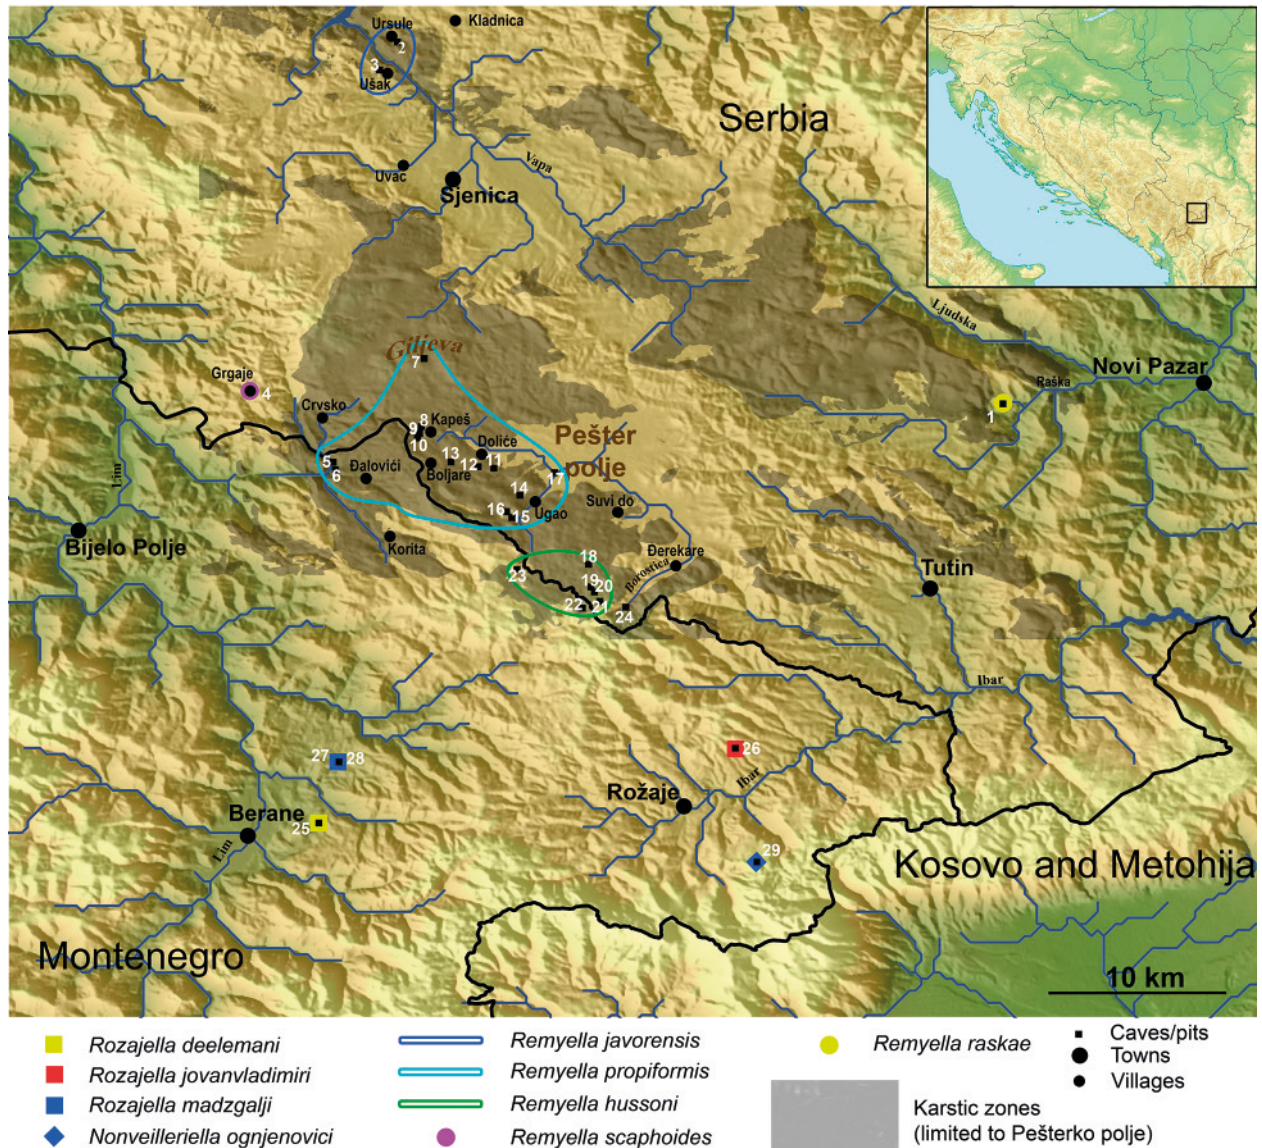 Ursule
Kladnica
2
3
Ušak
Serbia
Vapa
Uvac
Sjenica
Ljudska
Giljeva
7
Novi Pazar
Raška
Grgaje
4
1
Crvsko
8
Kapeš
9
10
Pešter
polje
Doliće
13
12
11
5
6
Đalovići
Boljare
17
14
16
15
Ugao
Suvi do
Korita
Bijelo Polje
Lim
18
Đerekare
23
Borostica
19
20
Tutin
22
21
24
Ibar
27
28
26
Ibar
Rožaje
Berane
25
Lim
29
Kosovo and Metohija
Montenegro
10 km
Rozajella deelemani
Rozajella jovanvladimiri
Rozajella madzgalji
Nonveilleriella ognjenovici
Remyella javorensis
Remyella propiformis
Remyella hussoni
Remyella scaphoides
Remyella raskae
Caves/pits
Towns
Villages
Karstic zones
(limited to Pešterko polje)